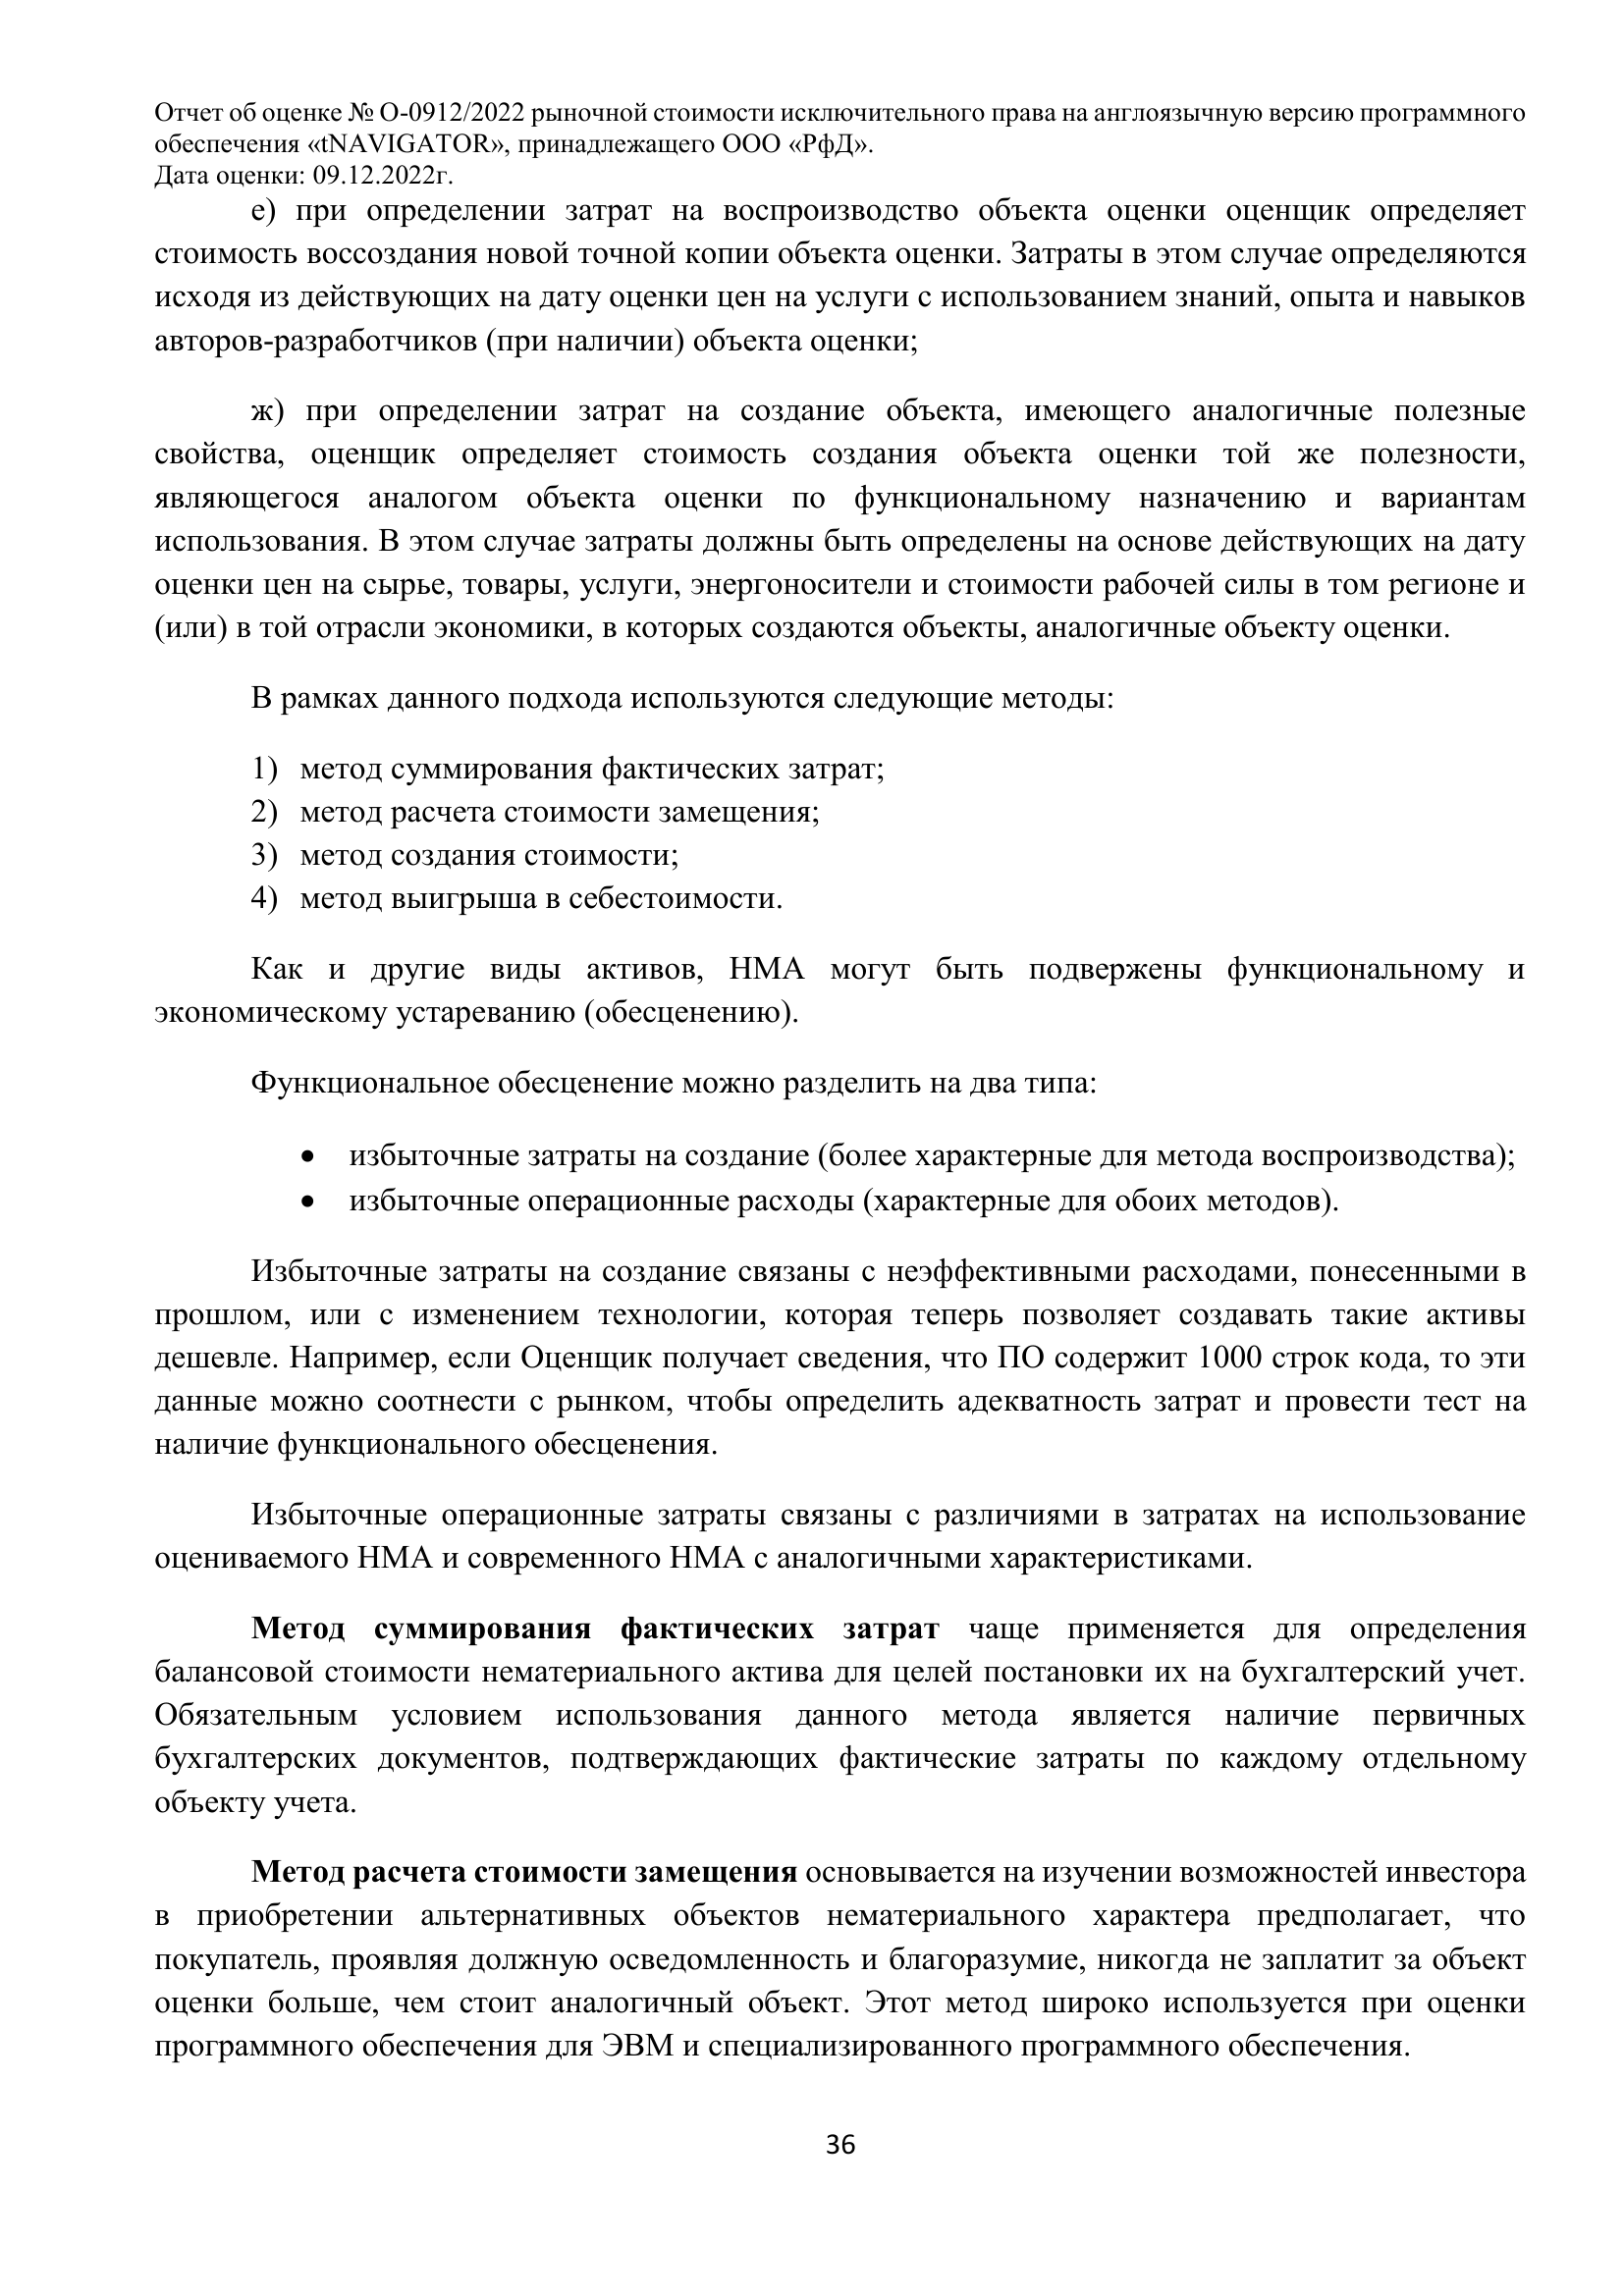 Отчет об оценке № О-0912/2022 рыночной стоимости исключительного права на англоязычную версию программного
обеспечения «tNAVIGATOR», принадлежащего ООО «РфД».
Дата оценки: 09.12.2022г.
е) при определении затрат на воспроизводство объекта оценки оценщик определяет
стоимость воссоздания новой точной копии объекта оценки. Затраты в этом случае определяются
исходя из действующих на дату оценки цен на услуги с использованием знаний, опыта и навыков
авторов-разработчиков (при наличии) объекта оценки;
ж) при определении затрат на создание объекта, имеющего аналогичные полезные
свойства, оценщик определяет стоимость создания объекта оценки той же полезности,
являющегося аналогом объекта оценки по функциональному назначению и вариантам
использования. В этом случае затраты должны быть определены на основе действующих на дату
оценки цен на сырье, товары, услуги, энергоносители и стоимости рабочей силы в том регионе и
(или) в той отрасли экономики, в которых создаются объекты, аналогичные объекту оценки.
В рамках данного подхода используются следующие методы:
1) метод суммирования фактических затрат;
2) метод расчета стоимости замещения;
3) метод создания стоимости;
4) метод выигрыша в себестоимости.
Как и другие виды активов, НМА могут быть подвержены функциональному и
экономическому устареванию (обесценению).
Функциональное обесценение можно разделить на два типа:
• избыточные затраты на создание (более характерные для метода воспроизводства);
• избыточные операционные расходы (характерные для обоих методов).
Избыточные затраты на создание связаны с неэффективными расходами, понесенными в
прошлом, или с изменением технологии, которая теперь позволяет создавать такие активы
дешевле. Например, если Оценщик получает сведения, что ПО содержит 1000 строк кода, то эти
данные можно соотнести с рынком, чтобы определить адекватность затрат и провести тест на
наличие функционального обесценения.
Избыточные операционные затраты связаны с различиями в затратах на использование
оцениваемого НМА и современного НМА с аналогичными характеристиками.
Метод суммирования фактических затрат чаще применяется для определения
балансовой стоимости нематериального актива для целей постановки их на бухгалтерский учет.
Обязательным условием использования данного метода является наличие первичных
бухгалтерских документов, подтверждающих фактические затраты по каждому отдельному
объекту учета.
Метод расчета стоимости замещения основывается на изучении возможностей инвестора
в приобретении альтернативных объектов нематериального характера предполагает, что
покупатель, проявляя должную осведомленность и благоразумие, никогда не заплатит за объект
оценки больше, чем стоит аналогичный объект. Этот метод широко используется при оценки
программного обеспечения для ЭВМ и специализированного программного обеспечения.
36